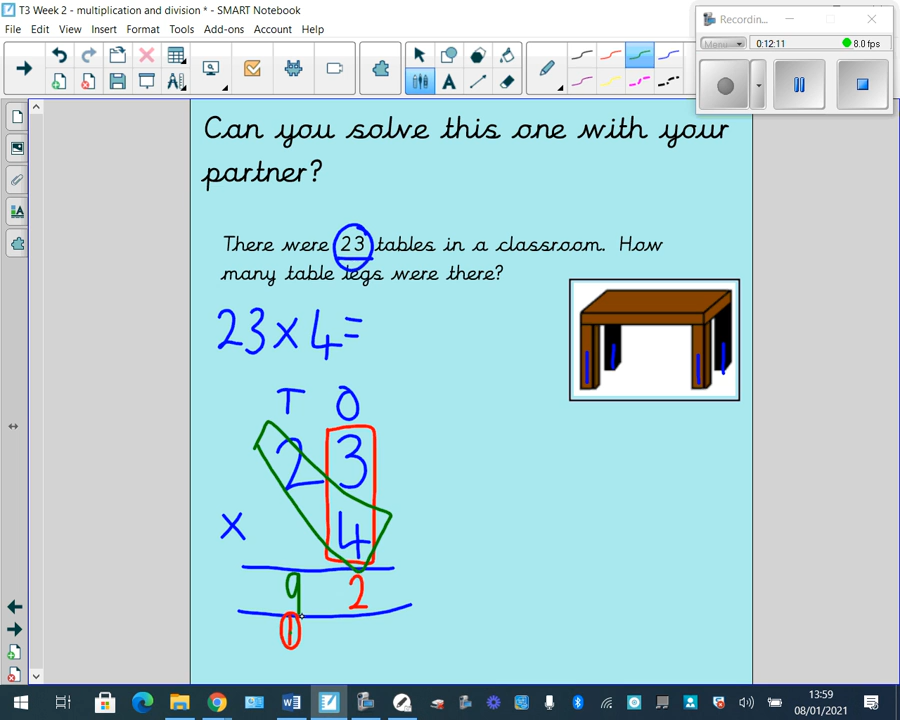 T3 Week 2 - multiplication and division * - SMART Notebook
File Edit View Insert Format Tools Add-ons Account Help
Recordin...
Menu 0:12:11 8.0 fps
Can you solve this one with your
partner?
There were 23 tables in a classroom. How
many table legs were there?
23 x 4 =
T O
2 3
x 4
9 2
1
13:59
08/01/2021